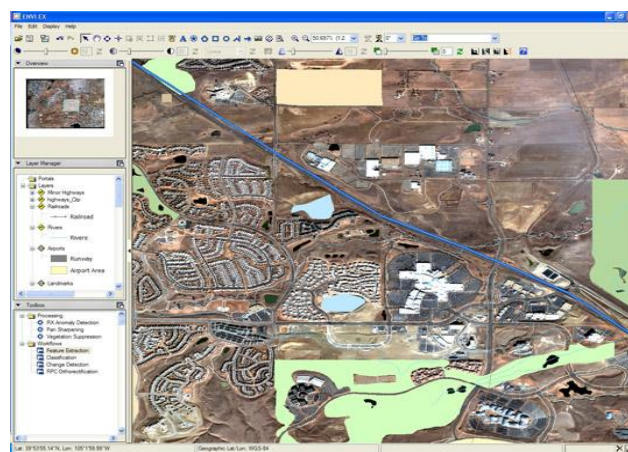 ENVI EX
File Edit Display Help
Overview
Layer Manager
Portals
Layers
Minor Highways
highways_Clip
Railroads
Railroad
Rivers
Rivers
Airports
Runway
Airport Area
Landmarks
Toolbox
Processing
RX Anomaly Detection
Pan Sharpening
Vegetation Suppression
Workflows
Feature Extraction
Classification
Change Detection
RPC Orthorectification
Geographic Lat/Lon, WGS-84